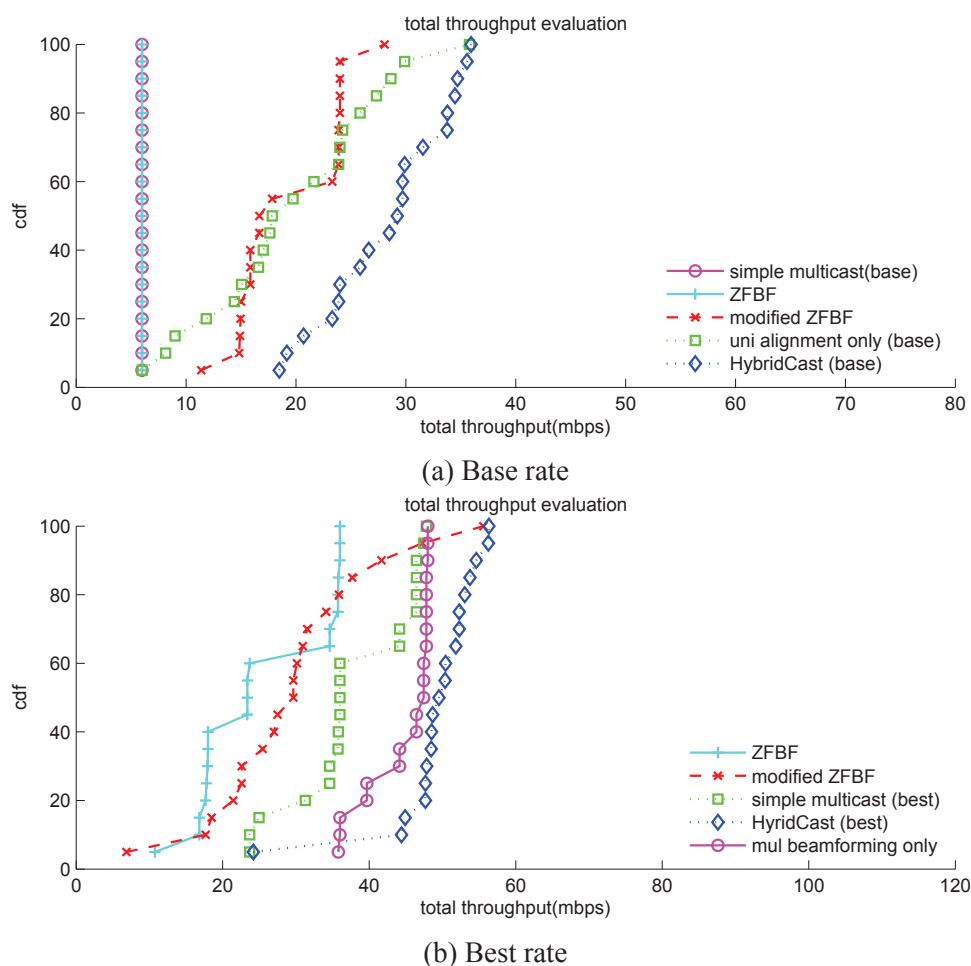 total throughput evaluation
100
80
60
40
20
0
cdf
simple multicast(base)
ZFBF
modified ZFBF
uni alignment only (base)
HybridCast (base)
0 10 20 30 40 50 60 70 80
total throughput(mbps)
(a) Base rate
total throughput evaluation
100
80
60
40
20
0
cdf
ZFBF
modified ZFBF
simple multicast (best)
HyridCast (best)
mul beamforming only
0 20 40 60 80 100 120
total throughput(mbps)
(b) Best rate